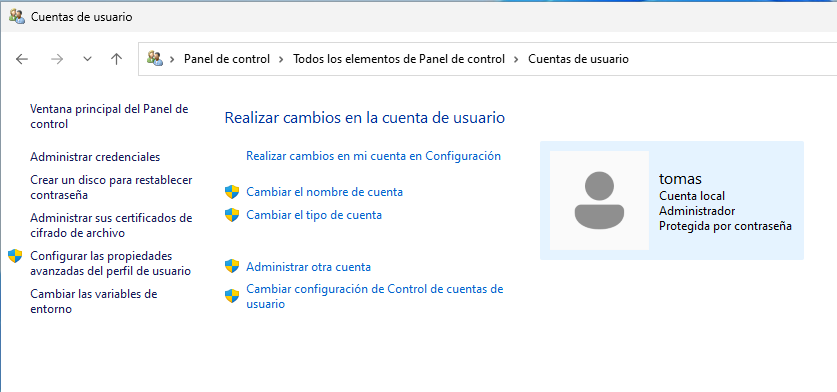 Cuentas de usuario
Panel de control > Todos los elementos de Panel de control > Cuentas de usuario
Ventana principal del Panel de
control
Administrar credenciales
Crear un disco para restablecer
contraseña
Administrar sus certificados de
cifrado de archivo
Configurar las propiedades
avanzadas del perfil de usuario
Cambiar las variables de
entorno
Realizar cambios en la cuenta de usuario
Realizar cambios en mi cuenta en Configuración
Cambiar el nombre de cuenta
Cambiar el tipo de cuenta
Administrar otra cuenta
Cambiar configuración de Control de cuentas de
usuario
tomas
Cuenta local
Administrador
Protegida por contraseña